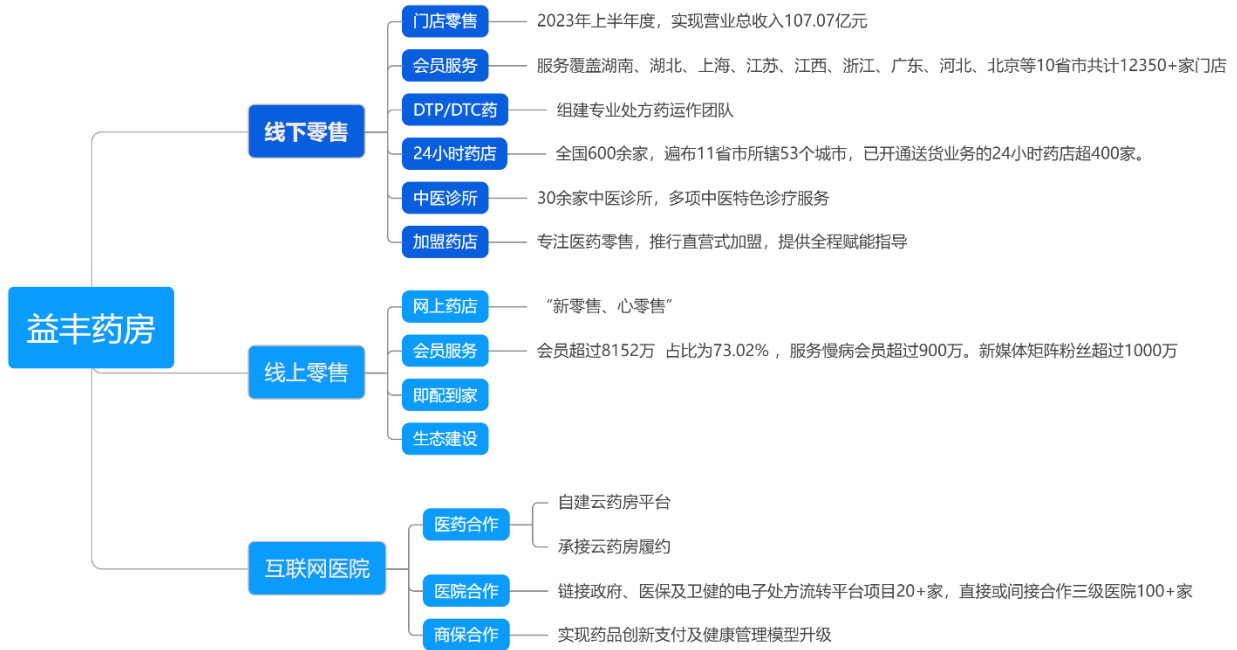 益丰药房
线下零售
门店零售
2023年上半年度，实现营业总收入107.07亿元
会员服务
服务覆盖湖南、湖北、上海、江苏、江西、浙江、广东、河北、北京等10省市共计12350+家门店
DTP/DTC药
组建专业处方药运作团队
24小时药店
全国600余家，遍布11省市所辖53个城市，已开通送货业务的24小时药店超400家。
中医诊所
30余家中医诊所，多项中医特色诊疗服务
加盟药店
专注医药零售，推行直营式加盟，提供全程赋能指导
线上零售
网上药店
“新零售、心零售”
会员服务
会员超过8152万 占比为73.02% ，服务慢病会员超过900万。新媒体矩阵粉丝超过1000万
即配到家
生态建设
互联网医院
医药合作
自建云药房平台
承接云药房履约
医院合作
链接政府、医保及卫健的电子处方流转平台项目20+家，直接或间接合作三级医院100+家
商保合作
实现药品创新支付及健康管理模型升级